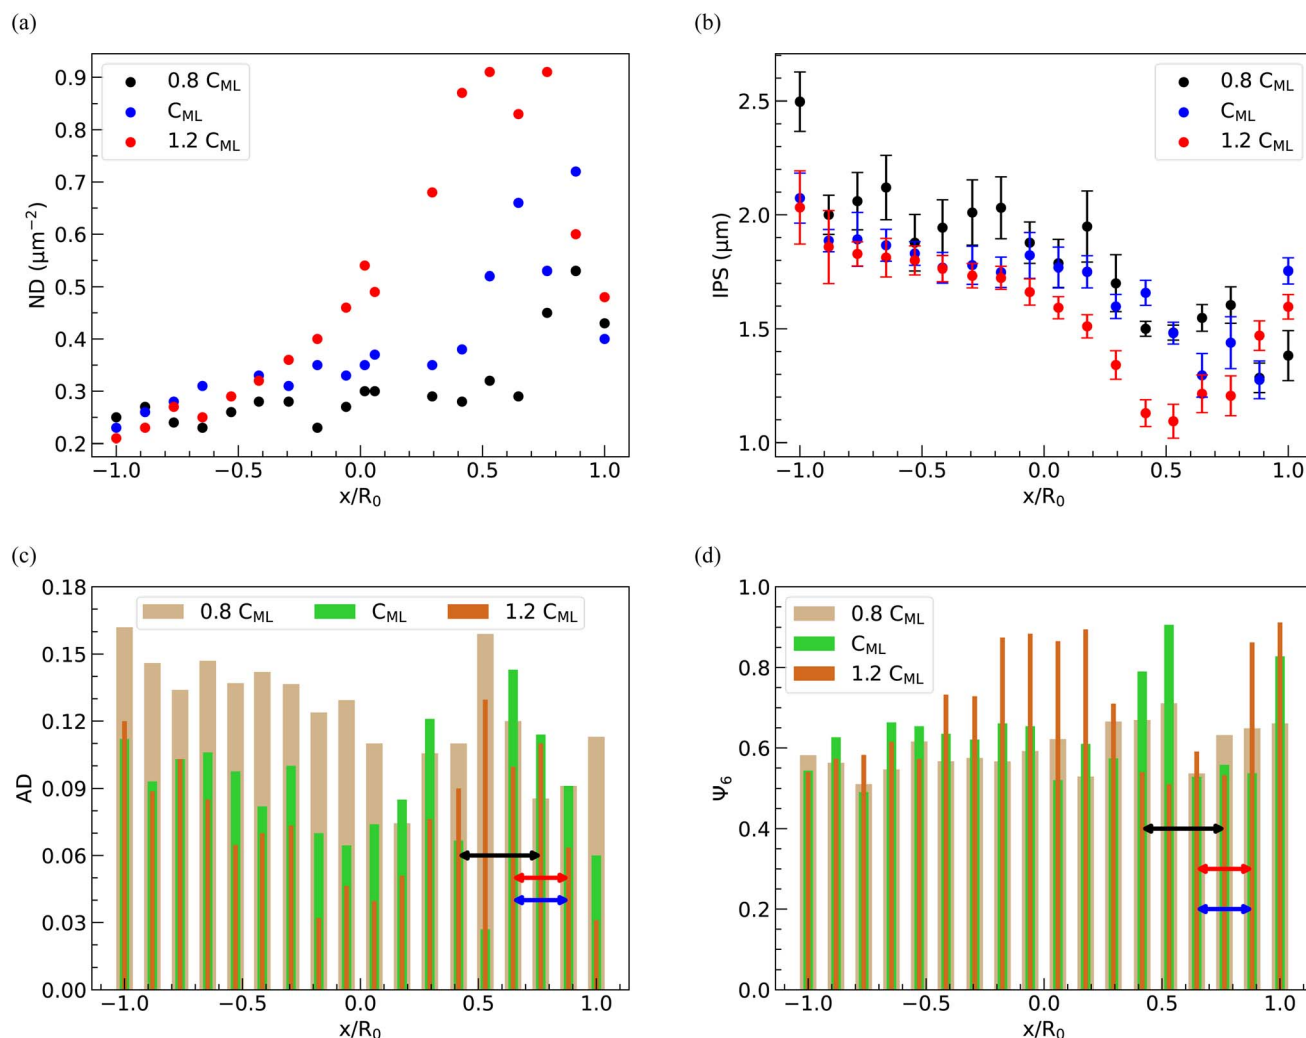 (a)
0.9
0.8
0.7
0.6
0.5
0.4
0.3
0.2
ND (μm⁻²)
0.8 C_ML
C_ML
1.2 C_ML
−1.0 −0.5 0.0 0.5 1.0
x/R₀
(b)
2.5
2.0
1.5
1.0
IPS (μm)
0.8 C_ML
C_ML
1.2 C_ML
−1.0 −0.5 0.0 0.5 1.0
x/R₀
(c)
0.18
0.15
0.12
0.09
0.06
0.03
0.00
AD
0.8 C_ML C_ML 1.2 C_ML
−1.0 −0.5 0.0 0.5 1.0
x/R₀
(d)
1.0
0.8
0.6
0.4
0.2
0.0
Ψ₆
0.8 C_ML
C_ML
1.2 C_ML
−1.0 −0.5 0.0 0.5 1.0
x/R₀